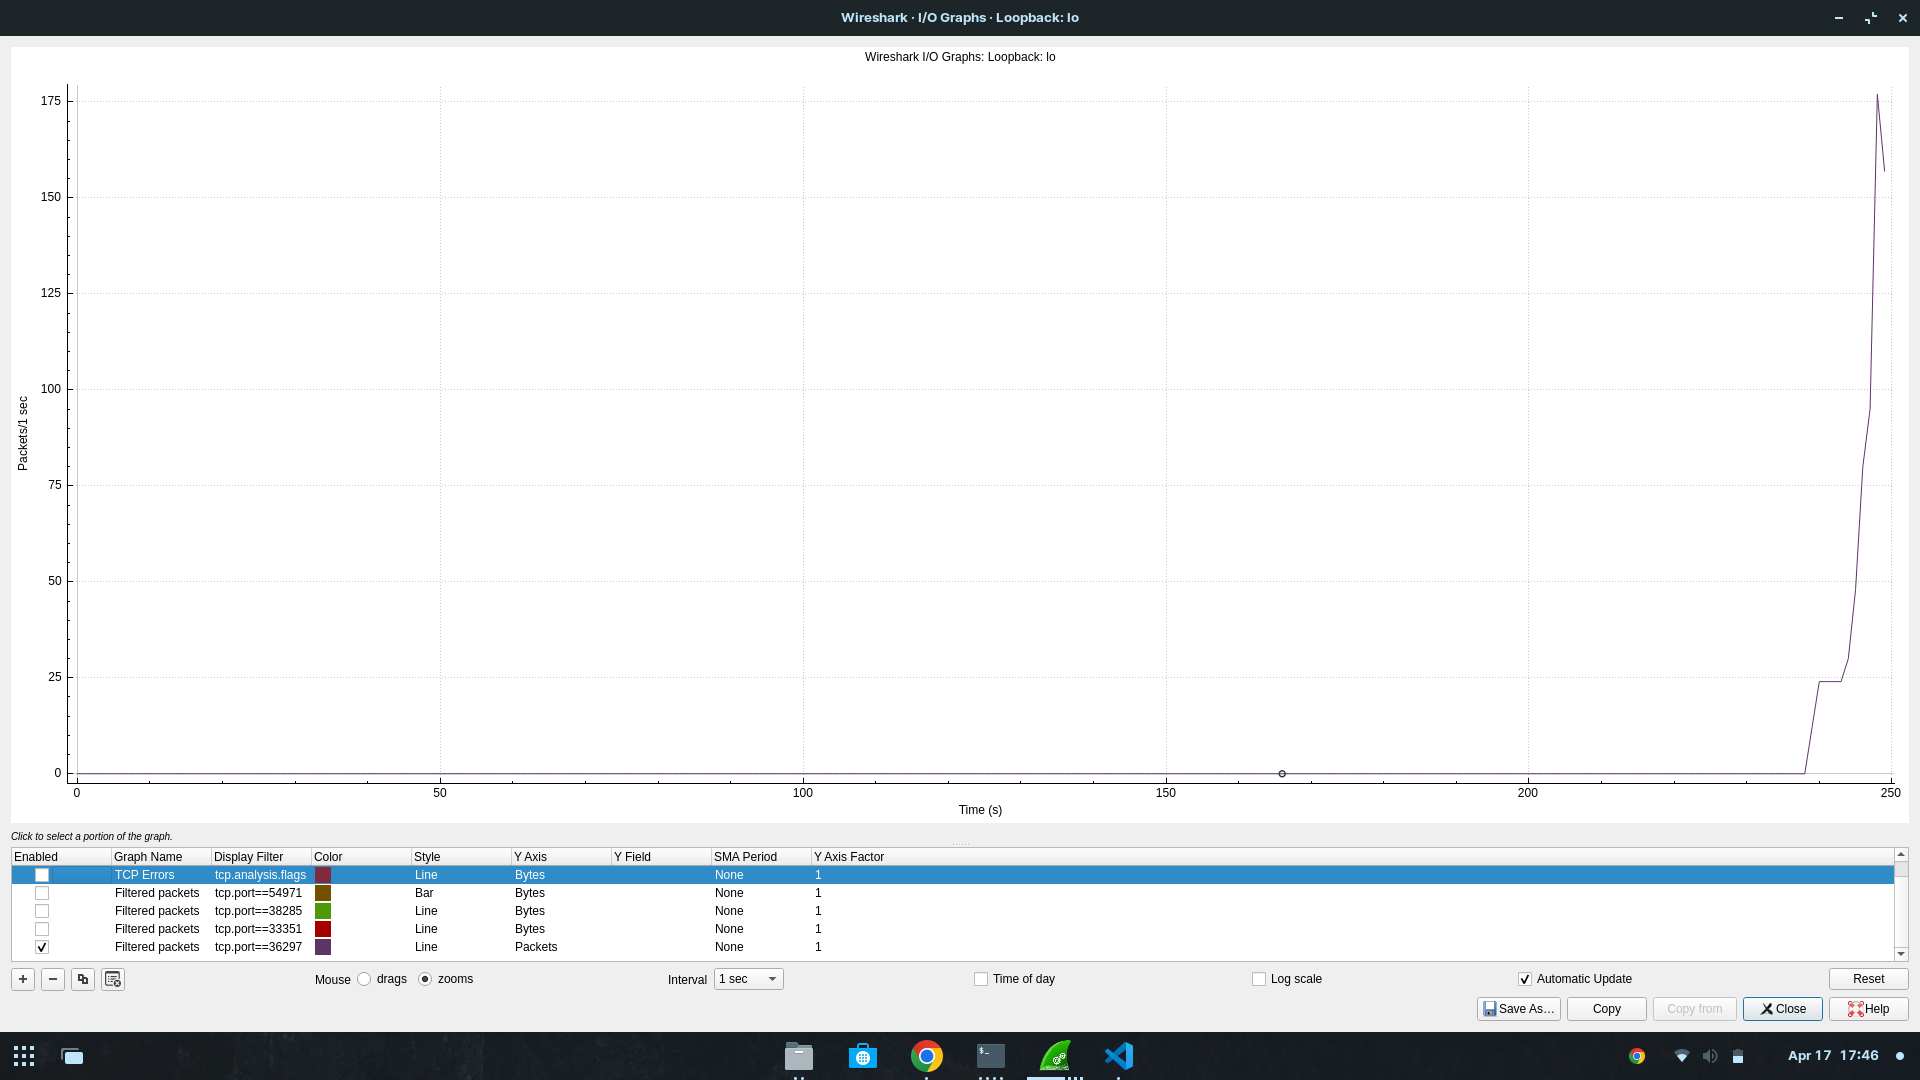 Wireshark · I/O Graphs · Loopback: lo
Wireshark I/O Graphs: Loopback: lo
175
150
125
100
75
50
25
0
Packets/1 sec
0 50 100 150 200 250
Time (s)
Click to select a portion of the graph.
Enabled Graph Name Display Filter Color Style Y Axis Y Field SMA Period Y Axis Factor
TCP Errors tcp.analysis.flags Line Bytes None 1
Filtered packets tcp.port==54971 Bar Bytes None 1
Filtered packets tcp.port==38285 Line Bytes None 1
Filtered packets tcp.port==33351 Line Bytes None 1
Filtered packets tcp.port==36297 Line Packets None 1
Mouse drags zooms Interval 1 sec Time of day Log scale Automatic Update Reset
Save As… Copy Copy from Close Help
$_
Apr 17 17:46